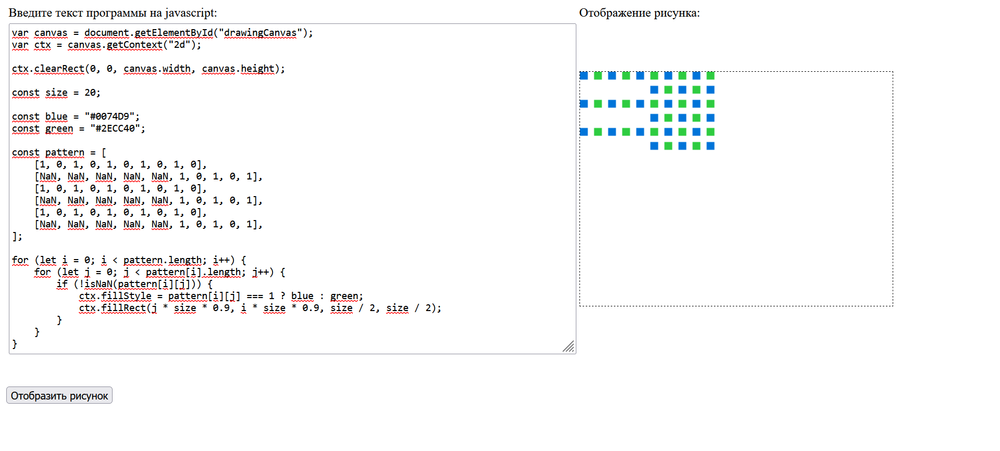 Введите текст программы на javascript:
Отображение рисунка:
var canvas = document.getElementById("drawingCanvas");
var ctx = canvas.getContext("2d");

ctx.clearRect(0, 0, canvas.width, canvas.height);

const size = 20;

const blue = "#0074D9";
const green = "#2ECC40";

const pattern = [
    [1, 0, 1, 0, 1, 0, 1, 0, 1, 0],
    [NaN, NaN, NaN, NaN, NaN, 1, 0, 1, 0, 1],
    [1, 0, 1, 0, 1, 0, 1, 0, 1, 0],
    [NaN, NaN, NaN, NaN, NaN, 1, 0, 1, 0, 1],
    [1, 0, 1, 0, 1, 0, 1, 0, 1, 0],
    [NaN, NaN, NaN, NaN, NaN, 1, 0, 1, 0, 1],
];

for (let i = 0; i < pattern.length; i++) {
    for (let j = 0; j < pattern[i].length; j++) {
        if (!isNaN(pattern[i][j])) {
            ctx.fillStyle = pattern[i][j] === 1 ? blue : green;
            ctx.fillRect(j * size * 0.9, i * size * 0.9, size / 2, size / 2);
        }
    }
}
Отобразить рисунок